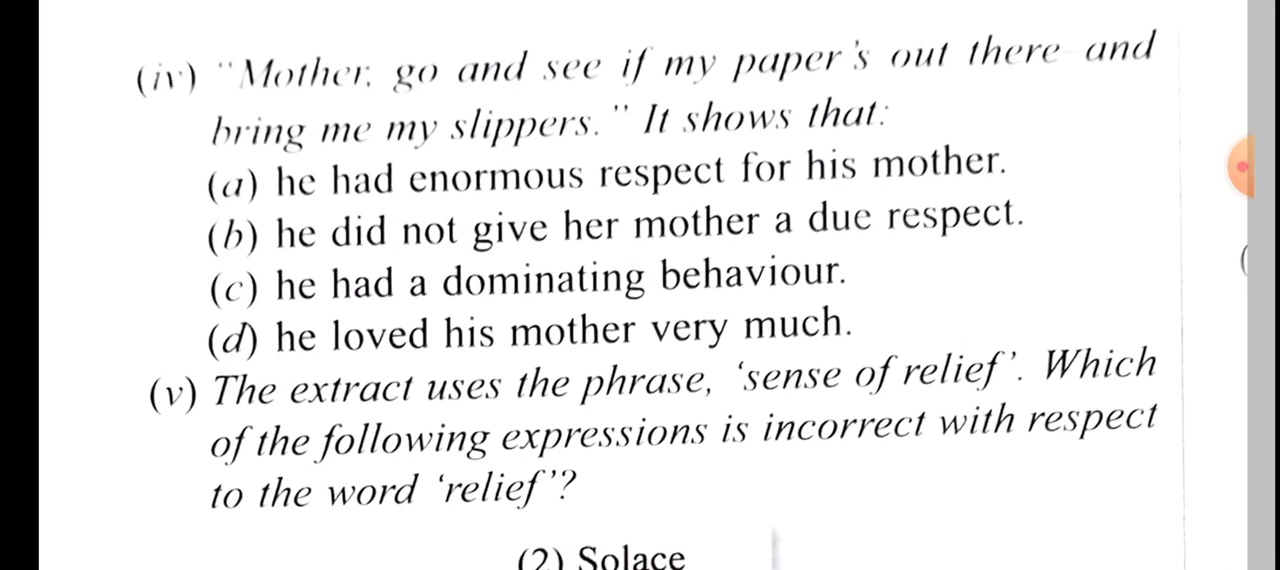 (iv) "Mother, go and see if my paper's out there and
bring me my slippers." It shows that:
(a) he had enormous respect for his mother.
(b) he did not give her mother a due respect.
(c) he had a dominating behaviour.
(d) he loved his mother very much.
(v) The extract uses the phrase, 'sense of relief'. Which
of the following expressions is incorrect with respect
to the word 'relief'?
(2) Solace